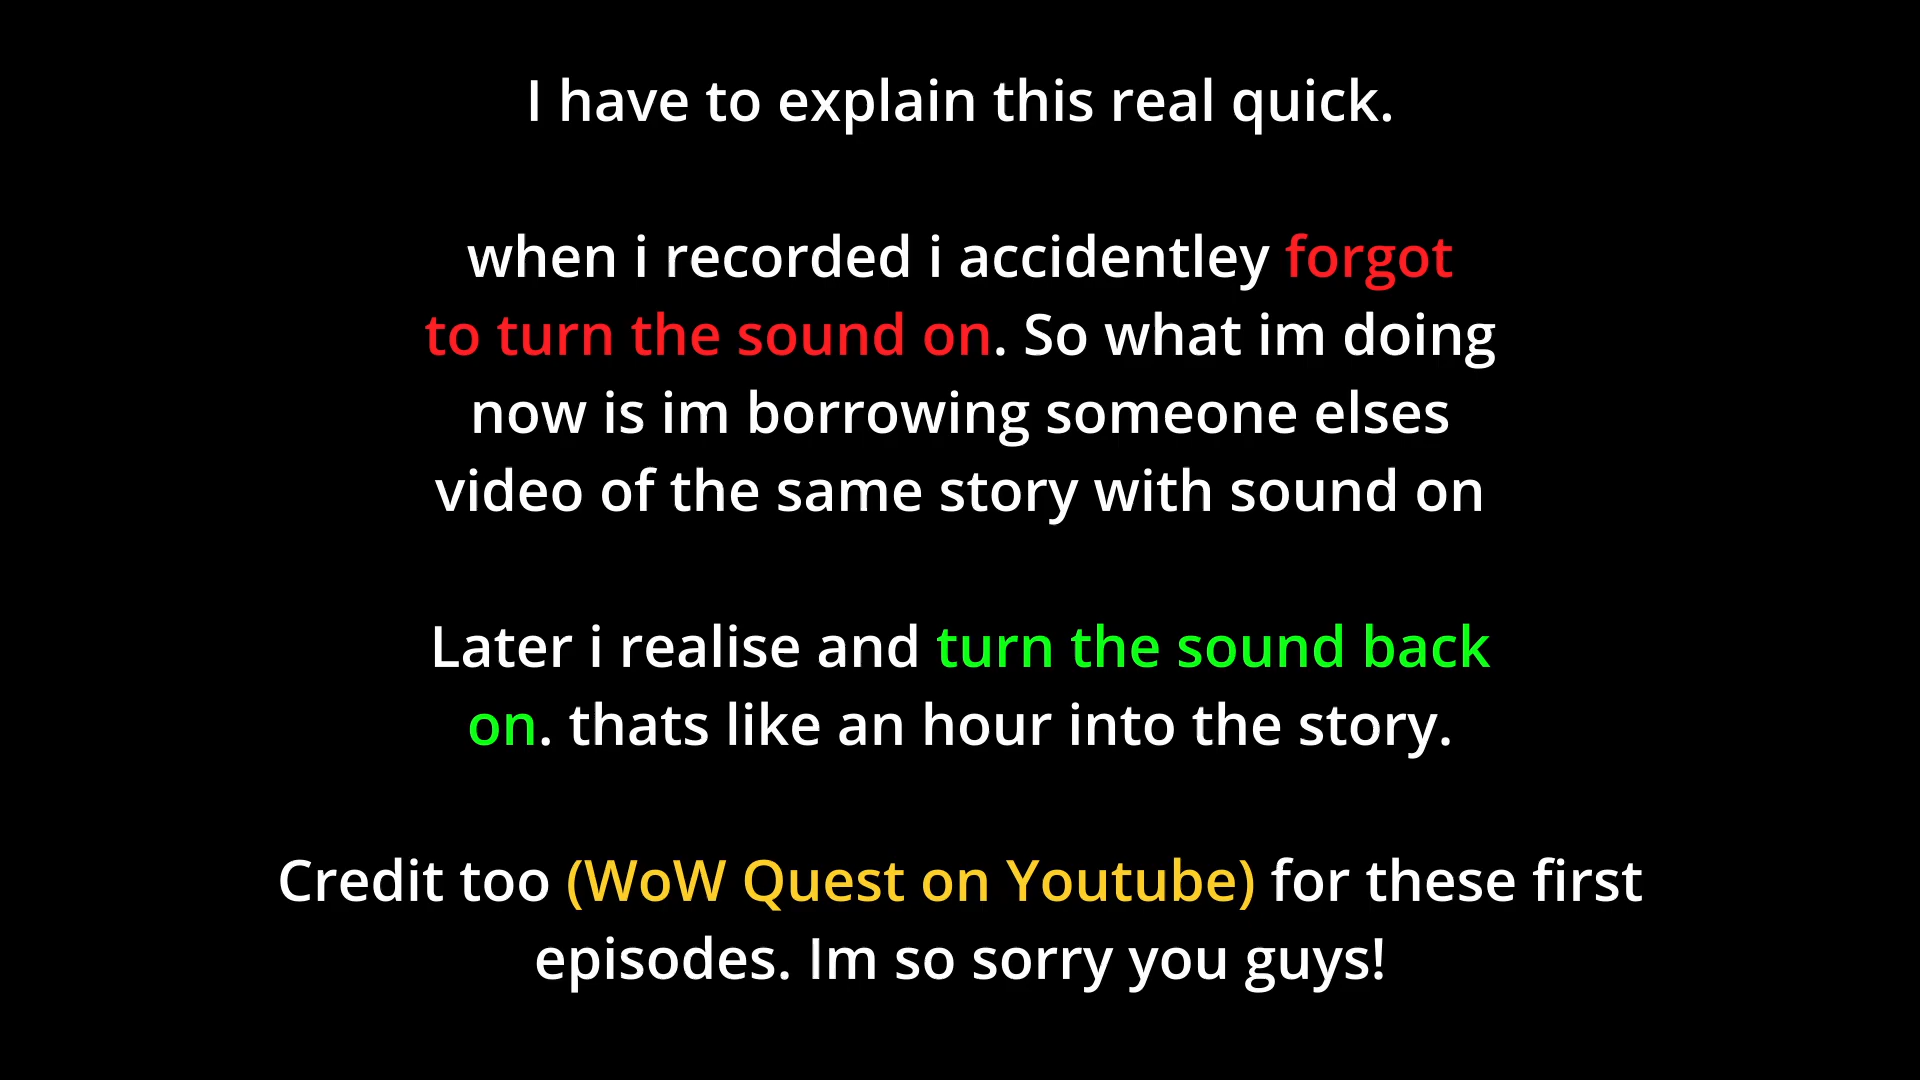 I have to explain this real quick.
when i recorded i accidentley forgot
to turn the sound on. So what im doing
now is im borrowing someone elses
video of the same story with sound on
Later i realise and turn the sound back
on. thats like an hour into the story.
Credit too (WoW Quest on Youtube) for these first
episodes. Im so sorry you guys!